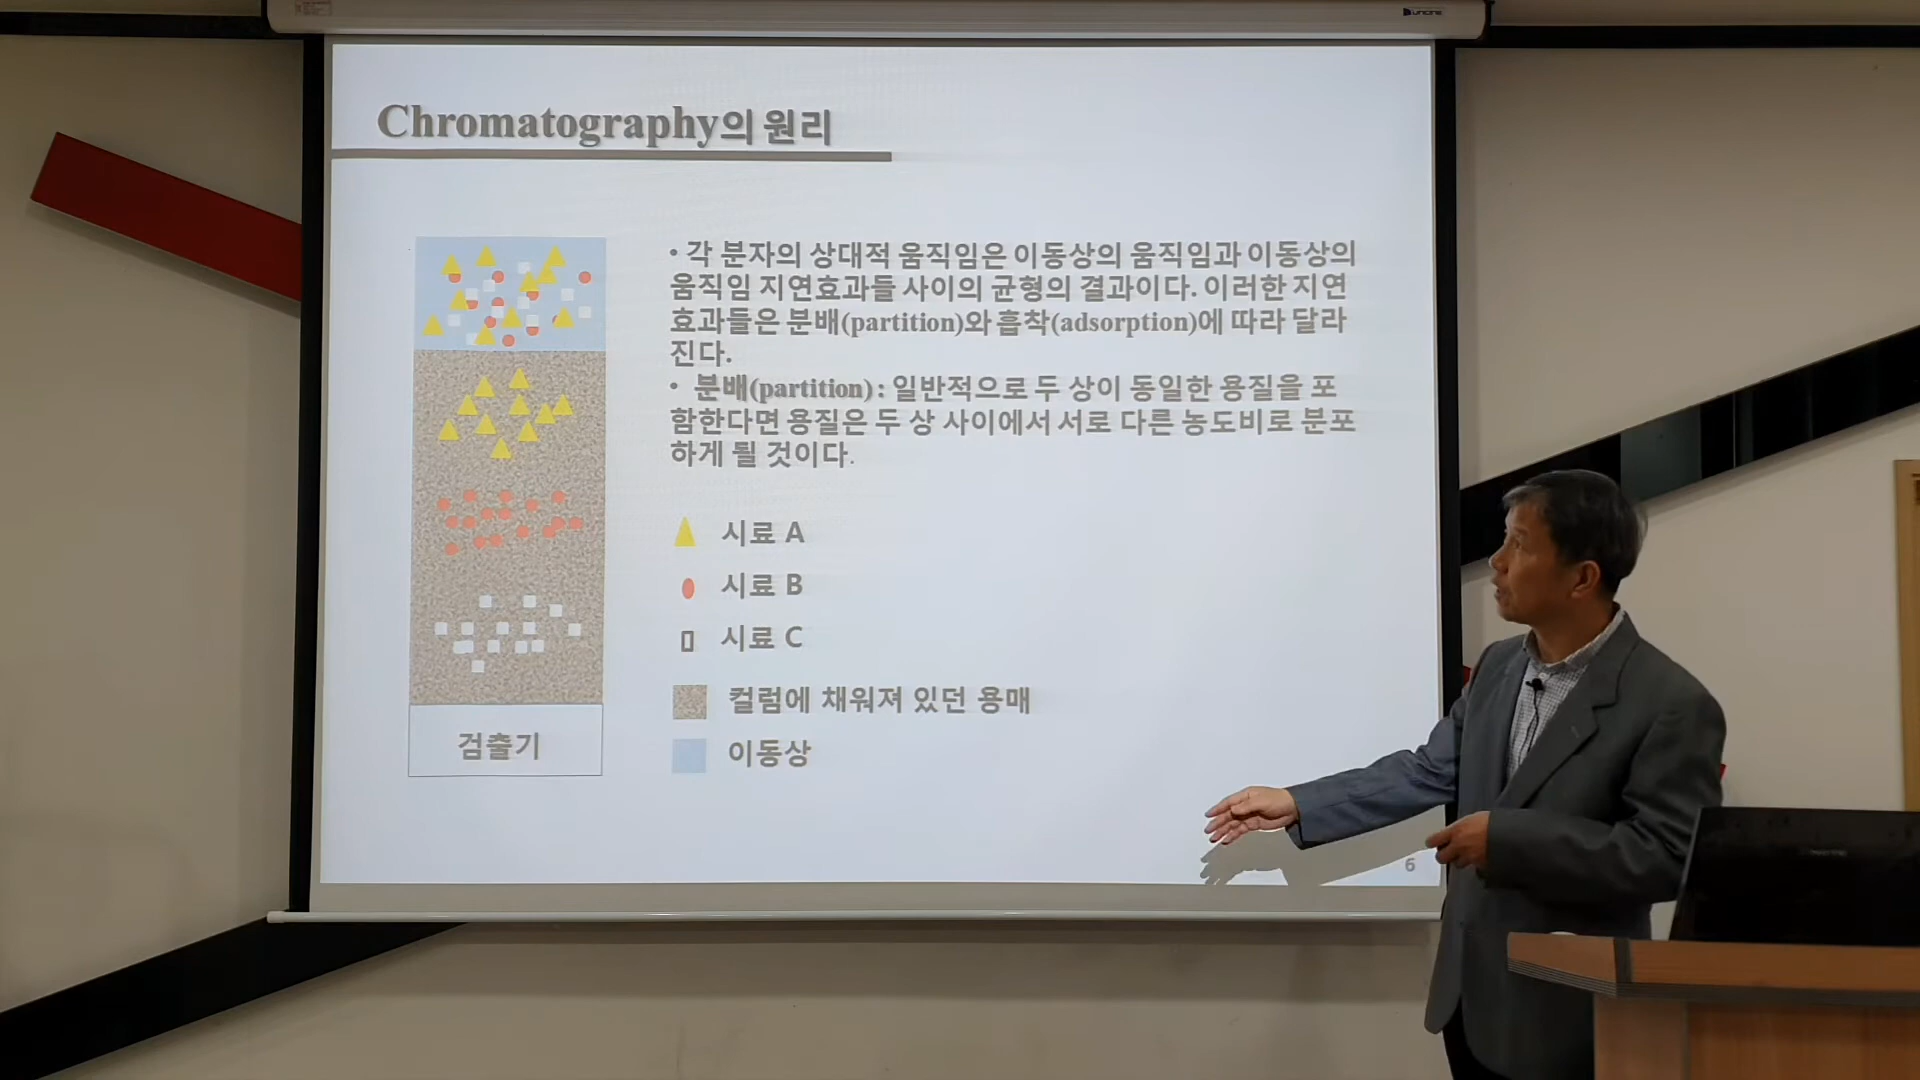 UNICINE
Chromatography의 원리
• 각 분자의 상대적 움직임은 이동상의 움직임과 이동상의
움직임 지연효과들 사이의 균형의 결과이다. 이러한 지연
효과들은 분배(partition)와 흡착(adsorption)에 따라 달라
진다.
• 분배(partition) : 일반적으로 두 상이 동일한 용질을 포
함한다면 용질은 두 상 사이에서 서로 다른 농도비로 분포
하게 될 것이다.
시료 A
시료 B
시료 C
컬럼에 채워져 있던 용매
이동상
검출기
6